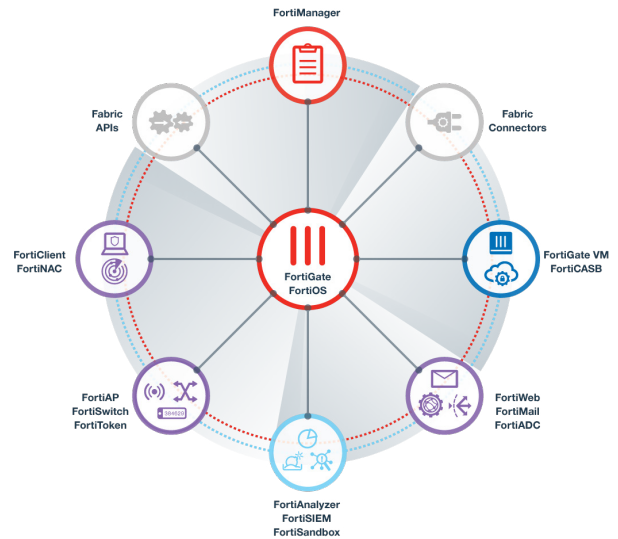 FortiManager
Fabric
APIs
Fabric
Connectors
FortiClient
FortiNAC
FortiGate
FortiOS
FortiGate VM
FortiCASB
FortiAP
FortiSwitch
FortiToken
384020
FortiWeb
FortiMail
FortiADC
FortiAnalyzer
FortiSIEM
FortiSandbox